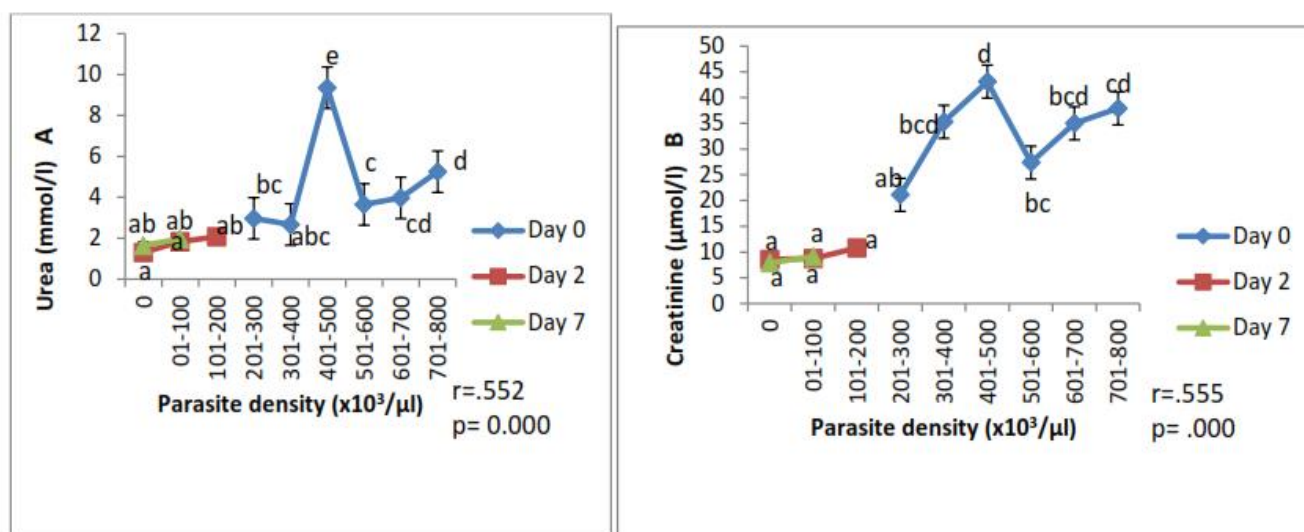 Urea (mmol/l) A
12
10
8
6
4
2
0
ab
a
ab
a
ab
bc
abc
e
c
cd
d
0
01-100
101-200
201-300
301-400
401-500
501-600
601-700
701-800
Parasite density (x10³/µl)
Day 0
Day 2
Day 7
r=.552
p= 0.000
Creatinine (µmol/l) B
50
45
40
35
30
25
20
15
10
5
0
a
a
a
a
a
ab
bcd
d
bc
bcd
cd
0
01-100
101-200
201-300
301-400
401-500
501-600
601-700
701-800
Parasite density (x10³/µl)
Day 0
Day 2
Day 7
r=.555
p= .000